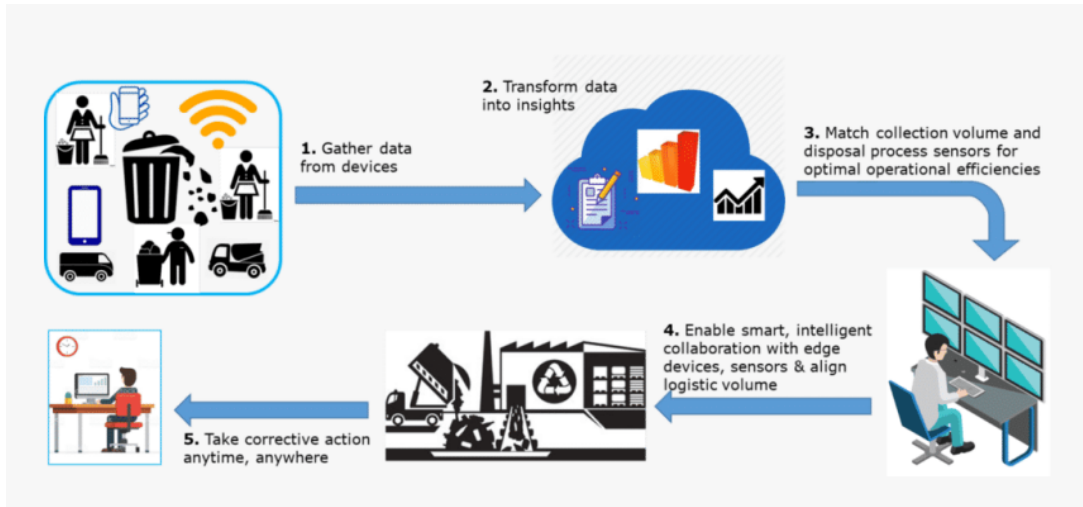 1. Gather data
from devices
2. Transform data
into insights
3. Match collection volume and
disposal process sensors for
optimal operational efficiencies
4. Enable smart, intelligent
collaboration with edge
devices, sensors & align
logistic volume
5. Take corrective action
anytime, anywhere